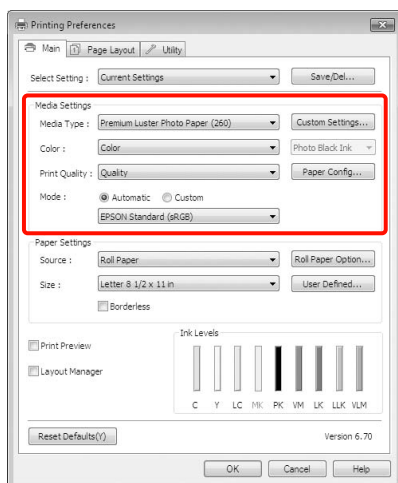 Printing Preferences
Main Page Layout Utility
Select Setting : Current Settings Save/Del...
Media Settings
Media Type : Premium Luster Photo Paper (260) Custom Settings...
Color : Color Photo Black Ink
Print Quality : Quality Paper Config...
Mode : Automatic Custom
EPSON Standard (sRGB)
Paper Settings
Source : Roll Paper Roll Paper Option...
Size : Letter 8 1/2 x 11 in User Defined...
Borderless
Ink Levels
Print Preview
Layout Manager
C Y LC MK PK VM LK LLK VLM
Reset Defaults(Y) Version 6.70
OK Cancel Help